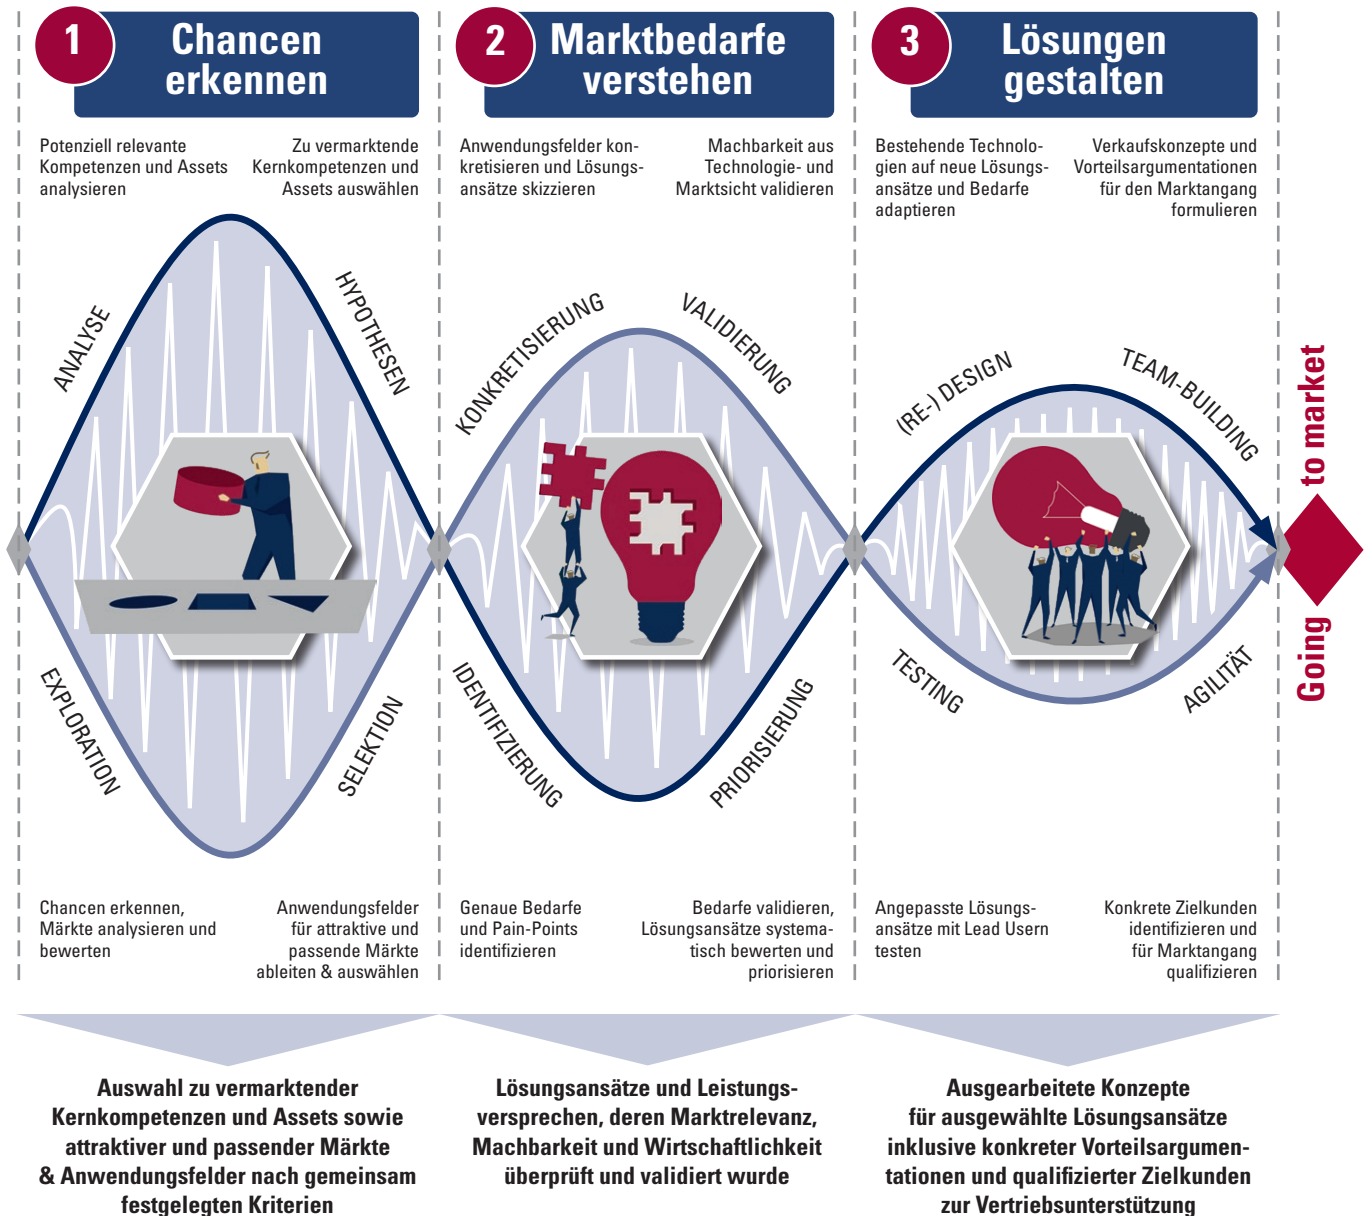 1
Chancen
erkennen
Potenziell relevante
Kompetenzen und Assets
analysieren
Zu vermarktende
Kernkompetenzen und
Assets auswählen
ANALYSE
HYPOTHESEN
EXPLORATION
SELEKTION
Chancen erkennen,
Märkte analysieren und
bewerten
Anwendungsfelder
für attraktive und
passende Märkte
ableiten & auswählen
Auswahl zu vermarktender
Kernkompetenzen und Assets sowie
attraktiver und passender Märkte
& Anwendungsfelder nach gemeinsam
festgelegten Kriterien
2
Marktbedarfe
verstehen
Anwendungsfelder kon-
kretisieren und Lösungs-
ansätze skizzieren
Machbarkeit aus
Technologie- und
Marktsicht validieren
KONKRETISIERUNG
VALIDIERUNG
IDENTIFIZIERUNG
PRIORISIERUNG
Genaue Bedarfe
und Pain-Points
identifizieren
Bedarfe validieren,
Lösungsansätze systema-
tisch bewerten und
priorisieren
Lösungsansätze und Leistungs-
versprechen, deren Marktrelevanz,
Machbarkeit und Wirtschaftlichkeit
überprüft und validiert wurde
3
Lösungen
gestalten
Bestehende Technolo-
gien auf neue Lösungs-
ansätze und Bedarfe
adaptieren
Verkaufskonzepte und
Vorteilsargumentationen
für den Marktangang
formulieren
(RE-) DESIGN
TEAM-BUILDING
TESTING
AGILITÄT
Angepasste Lösungs-
ansätze mit Lead Usern
testen
Konkrete Zielkunden
identifizieren und
für Marktangang
qualifizieren
Ausgearbeitete Konzepte
für ausgewählte Lösungsansätze
inklusive konkreter Vorteilsargumen-
tationen und qualifizierter Zielkunden
zur Vertriebsunterstützung
Going to market